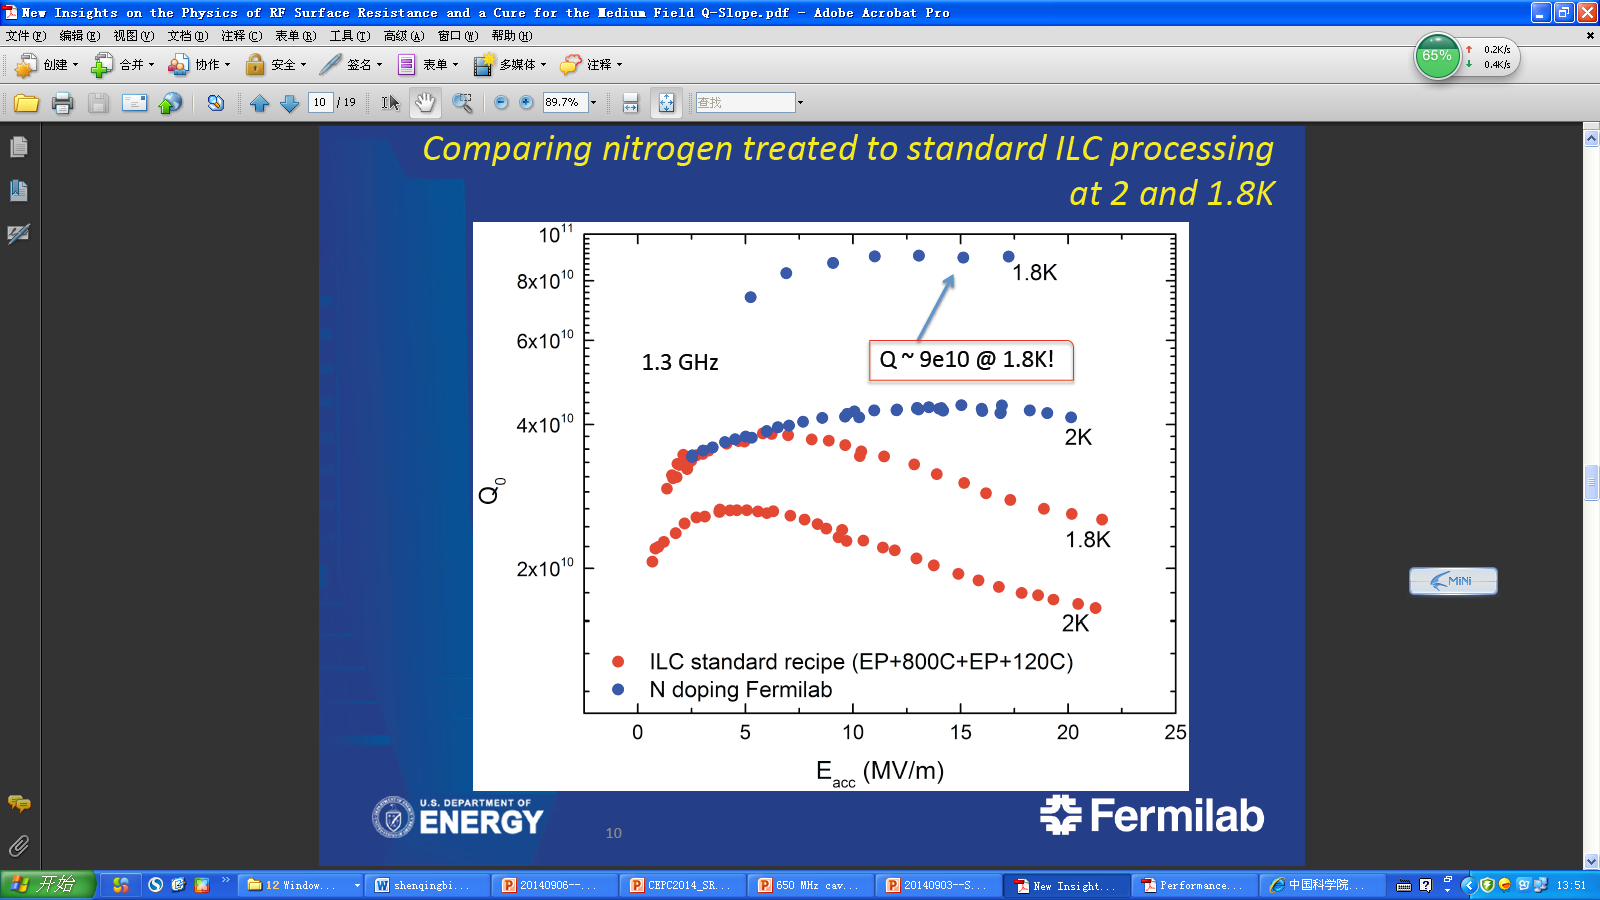 New Insights on the Physics of RF Surface Resistance and a Cure for the Medium Field Q-Slope.pdf - Adobe Acrobat Pro
文件(F) 编辑(E) 视图(V) 文档(D) 注释(C) 表单(R) 工具(T) 高级(A) 窗口(W) 帮助(H)
创建 合并 协作 安全 签名 表单 多媒体 注释
65% 0.2K/s
0.4K/s
10 / 19 89.7% 查找
Comparing nitrogen treated to standard ILC processing
at 2 and 1.8K
10¹¹
8x10¹⁰
6x10¹⁰
4x10¹⁰
2x10¹⁰
Q₀
1.8K
1.3 GHz
Q ~ 9e10 @ 1.8K!
2K
1.8K
2K
ILC standard recipe (EP+800C+EP+120C)
N doping Fermilab
0 5 10 15 20 25
Eacc (MV/m)
MiNi
U.S. DEPARTMENT OF
ENERGY
10
Fermilab
开始 12 Window... shenqingbi... 20140906--... CEPC2014_SR... 650 MHz cav... 20140903--S... New Insight... Performance... 中国科学院... 13:51